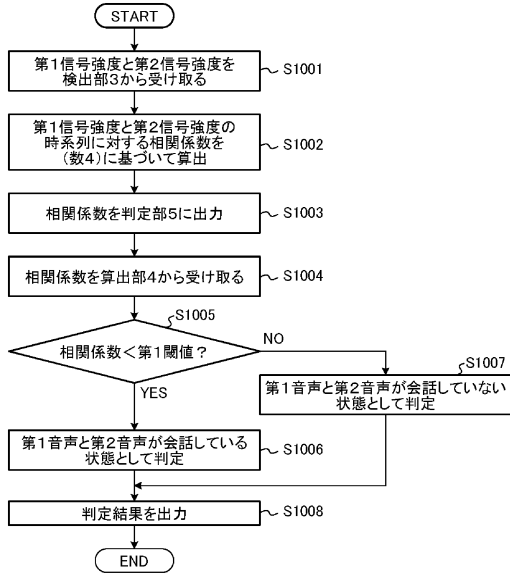 START
第1信号強度と第2信号強度を
検出部3から受け取る
S1001
第1信号強度と第2信号強度の
時系列に対する相関係数を
(数4)に基づいて算出
S1002
相関係数を判定部5に出力
S1003
相関係数を算出部4から受け取る
S1004
S1005
相関係数<第1閾値？
NO
YES
S1007
第1音声と第2音声が会話していない
状態として判定
第1音声と第2音声が会話している
状態として判定
S1006
判定結果を出力
S1008
END